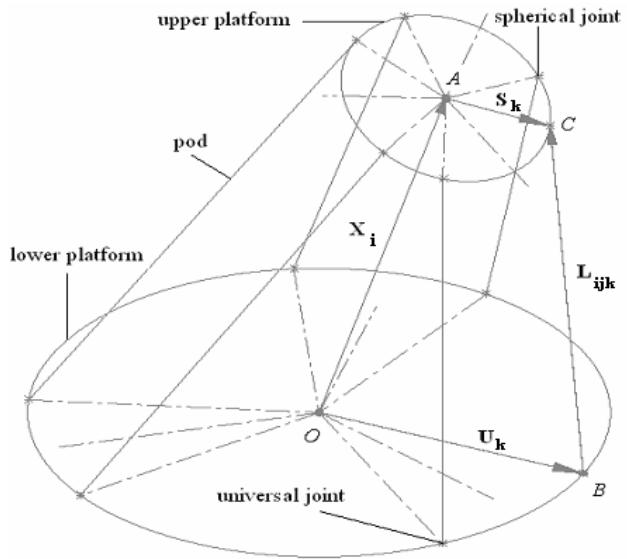 upper platform
spherical joint
A
S k
C
pod
X i
lower platform
L ijk
O
U k
B
universal joint